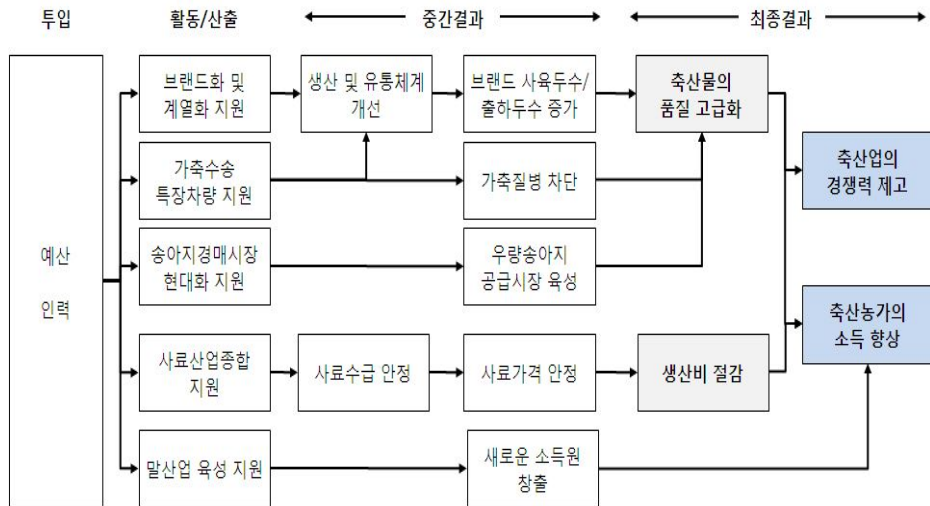 투입
활동/산출
중간결과
최종결과
예산
인력
브랜드화 및
계열화 지원
생산 및 유통체계
개선
브랜드 사육두수/
출하두수 증가
축산물의
품질 고급화
가축수송
특장차량 지원
가축질병 차단
축산업의
경쟁력 제고
송아지경매시장
현대화 지원
우량송아지
공급시장 육성
축산농가의
소득 향상
사료산업종합
지원
사료수급 안정
사료가격 안정
생산비 절감
말산업 육성 지원
새로운 소득원
창출